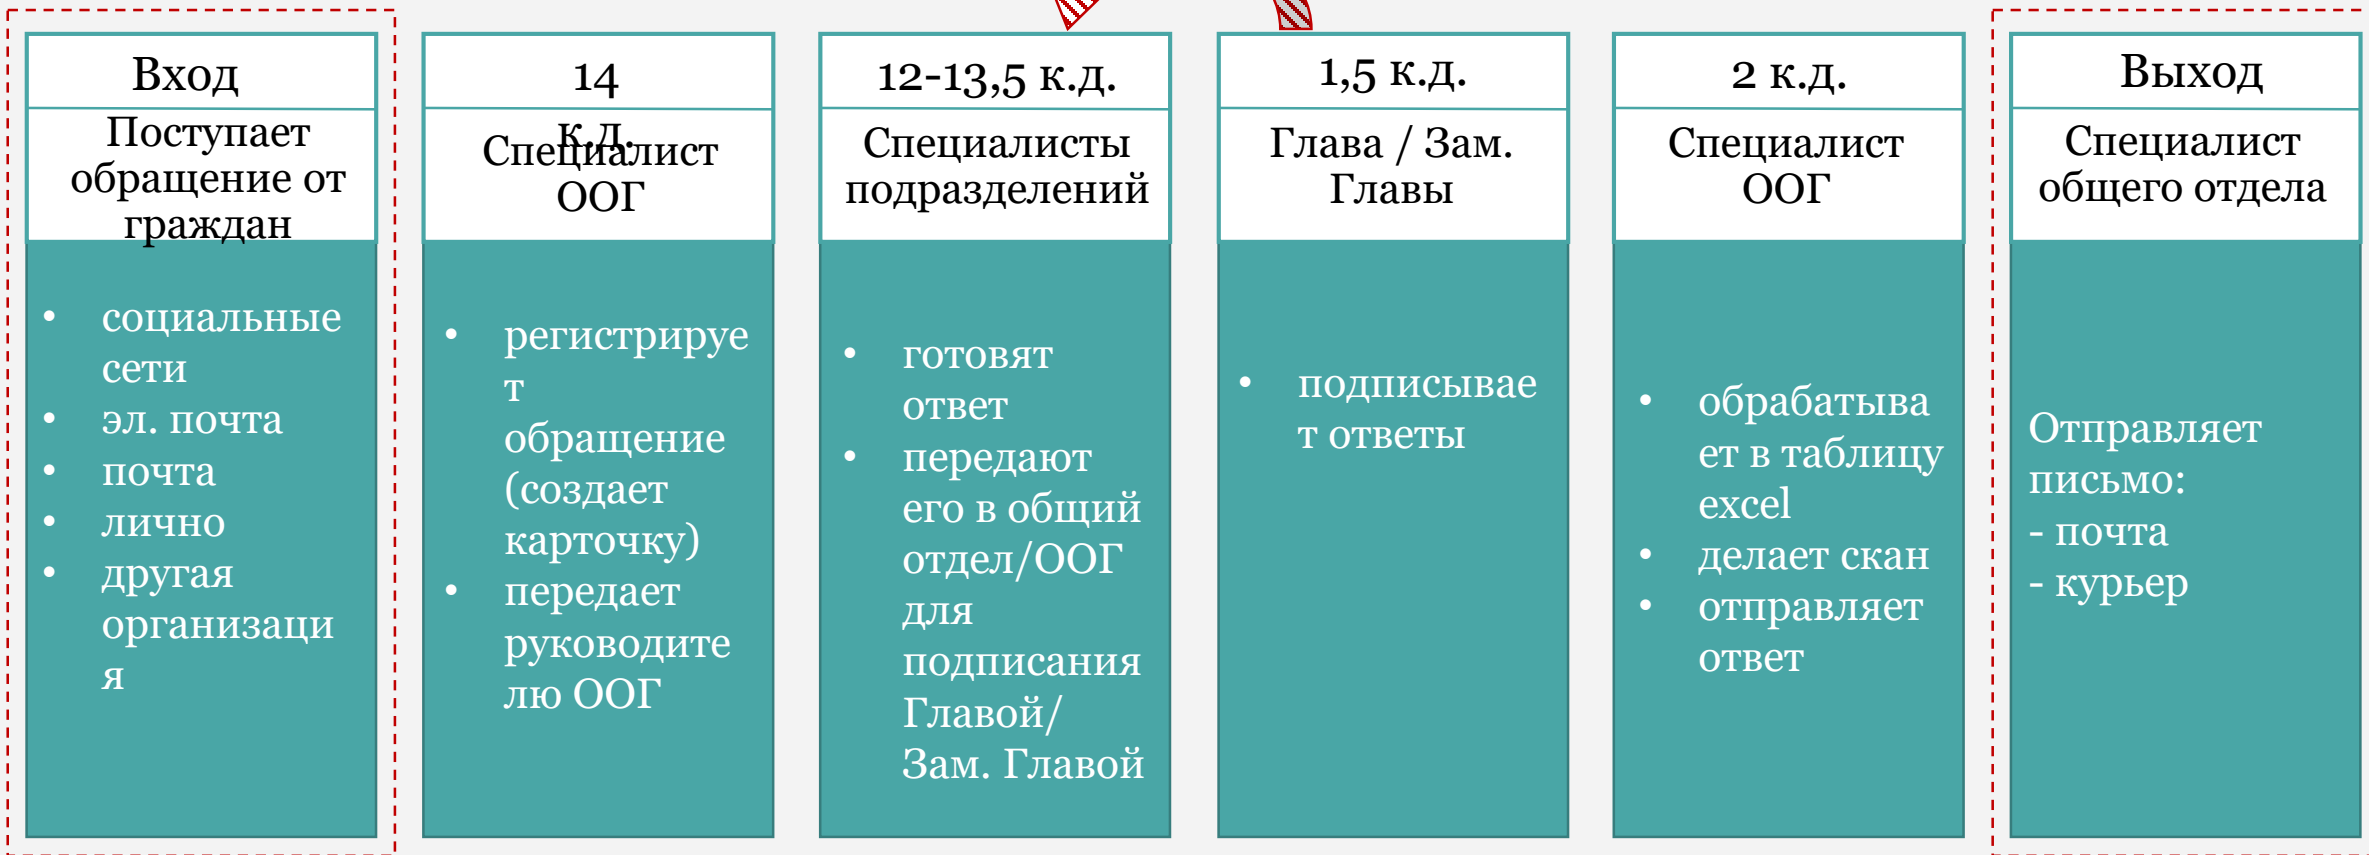 Вход
Поступает
обращение от
граждан
• социальные
сети
• эл. почта
• почта
• лично
• другая
организаци
я
14
к.д.
Специалист
ООГ
• регистрируе
т
обращение
(создает
карточку)
• передает
руководите
лю ООГ
12-13,5 к.д.
Специалисты
подразделений
• готовят
ответ
• передают
его в общий
отдел/ООГ
для
подписания
Главой/
Зам. Главой
1,5 к.д.
Глава / Зам.
Главы
• подписывае
т ответы
2 к.д.
Специалист
ООГ
• обрабатыва
ет в таблицу
excel
• делает скан
• отправляет
ответ
Выход
Специалист
общего отдела
Отправляет
письмо:
- почта
- курьер